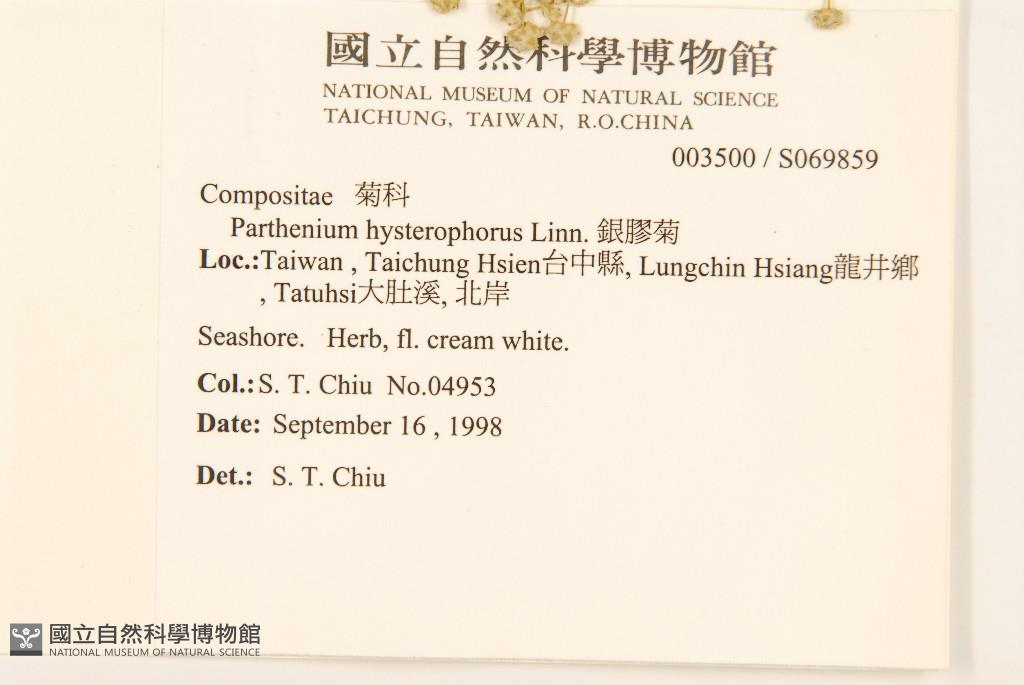 國立自然科學博物館
NATIONAL MUSEUM OF NATURAL SCIENCE
TAICHUNG, TAIWAN, R.O.CHINA
003500 / S069859
Compositae 菊科
Parthenium hysterophorus Linn. 銀膠菊
Loc.:Taiwan , Taichung Hsien台中縣, Lungchin Hsiang龍井鄉
, Tatuhsi大肚溪, 北岸
Seashore. Herb, fl. cream white.
Col.:S. T. Chiu No.04953
Date: September 16 , 1998
Det.: S. T. Chiu
國立自然科學博物館
NATIONAL MUSEUM OF NATURAL SCIENCE